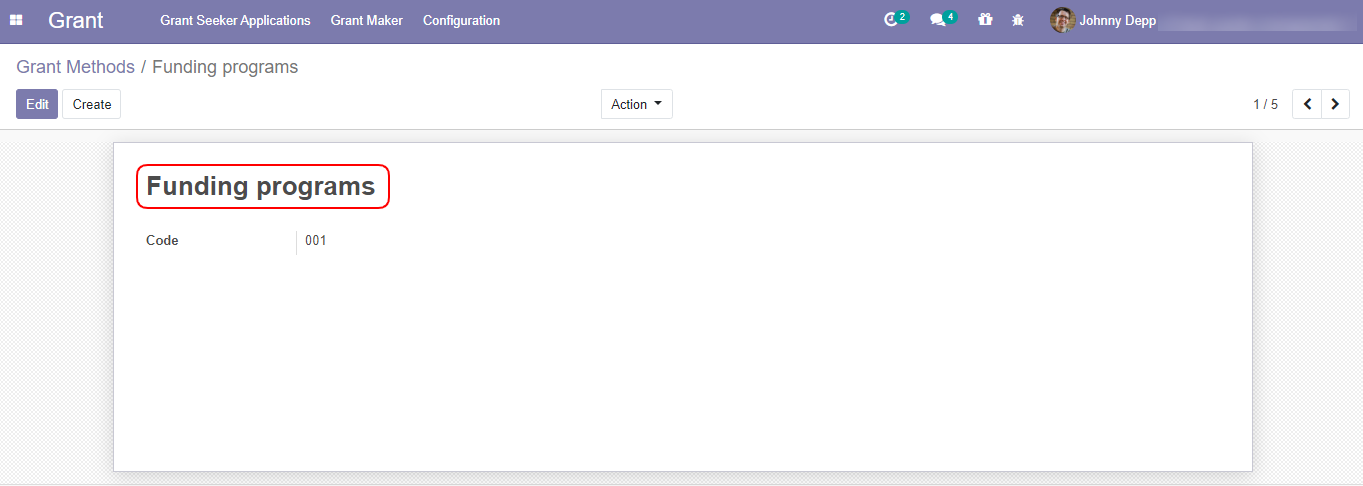 Grant Grant Seeker Applications Grant Maker Configuration 2 4 Johnny Depp
Grant Methods / Funding programs
Edit Create Action 1 / 5
Funding programs
Code 001